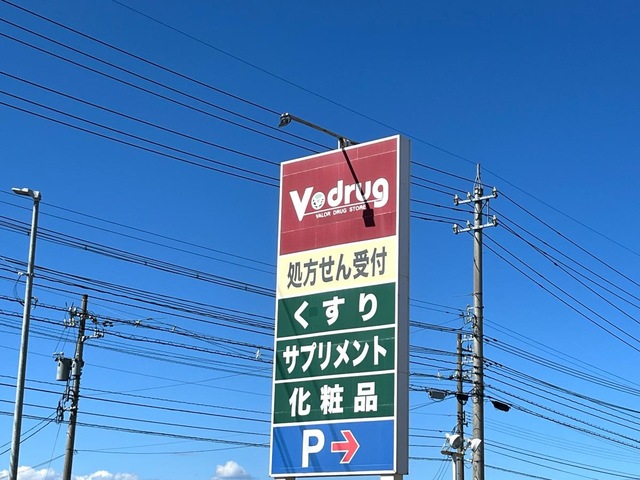 Vdrug
VALOR DRUG STORE
処方せん受付
くすり
サプリメント
化粧品
P→